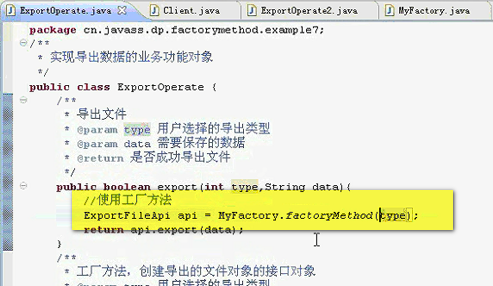 ExportOperate.java Client.java ExportOperate2.java MyFactory.java
package cn.javass.dp.factorymethod.example7;
/**
* 实现导出数据的业务功能对象
*/
public class ExportOperate {
/**
* 导出文件
* @param type 用户选择的导出类型
* @param data 需要保存的数据
* @return 是否成功导出文件
*/
public boolean export(int type,String data){
//使用工厂方法
ExportFileApi api = MyFactory.factoryMethod(type);
return api.export(data);
}
/**
* 工厂方法，创建导出的文件对象的接口对象
* @param type 用户选择的导出类型